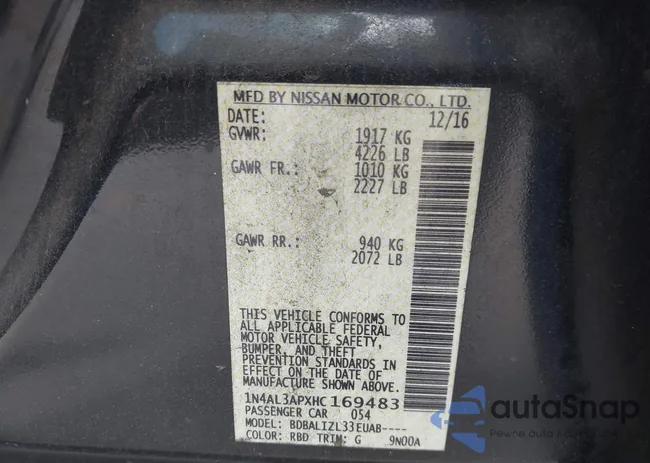 MFD BY NISSAN MOTOR CO., LTD.
DATE: 12/16
GVWR: 1917 KG
4226 LB
GAWR FR.: 1010 KG
2227 LB
GAWR RR.: 940 KG
2072 LB
THIS VEHICLE CONFORMS TO
ALL APPLICABLE FEDERAL
MOTOR VEHICLE SAFETY,
BUMPER, AND THEFT
PREVENTION STANDARDS IN
EFFECT ON THE DATE OF
MANUFACTURE SHOWN ABOVE.
1N4AL3APXHC169483
PASSENGER CAR 054
MODEL: BDBALIZL33EUAB----
COLOR: RBD TRIM: G 9N00A
autoSnap
Pewne auto